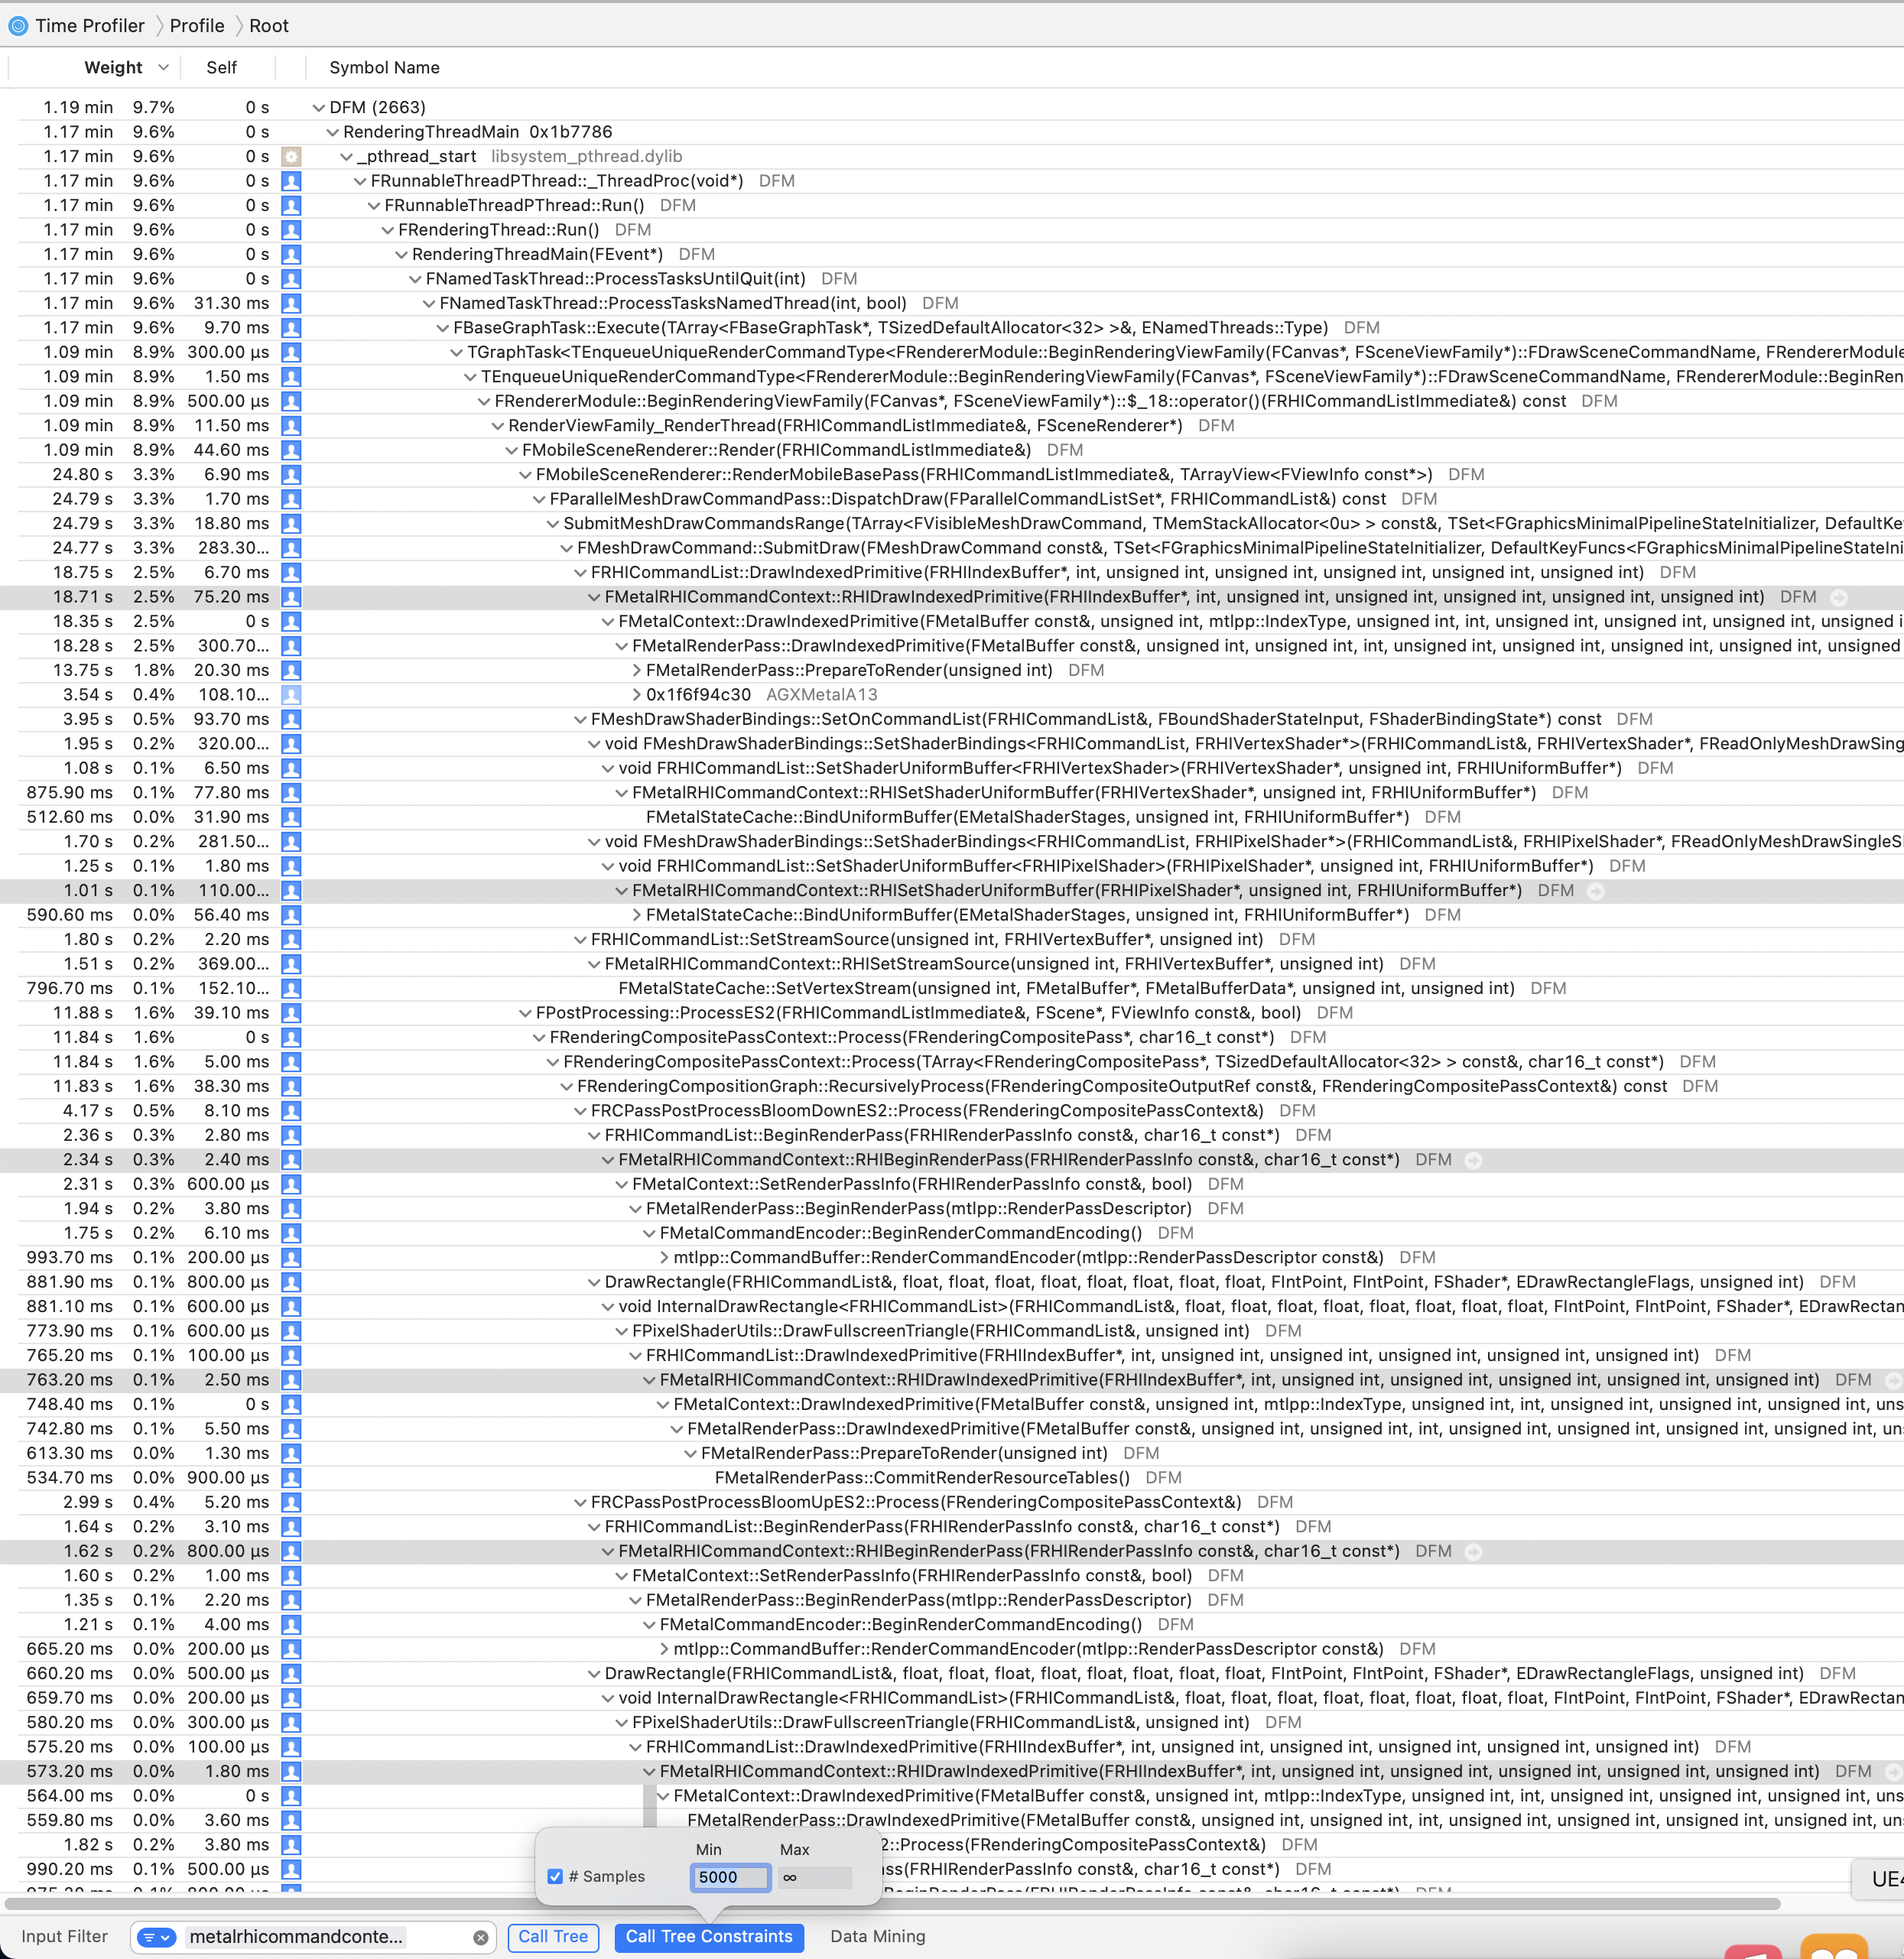 Time Profiler Profile Root
Weight Self Symbol Name
1.19 min 9.7% 0 s DFM (2663)
1.17 min 9.6% 0 s RenderingThreadMain 0x1b7786
1.17 min 9.6% 0 s _pthread_start libsystem_pthread.dylib
1.17 min 9.6% 0 s FRunnableThreadPThread::_ThreadProc(void*) DFM
1.17 min 9.6% 0 s FRunnableThreadPThread::Run() DFM
1.17 min 9.6% 0 s FRenderingThread::Run() DFM
1.17 min 9.6% 0 s RenderingThreadMain(FEvent*) DFM
1.17 min 9.6% 0 s FNamedTaskThread::ProcessTasksUntilQuit(int) DFM
1.17 min 9.6% 31.30 ms FNamedTaskThread::ProcessTasksNamedThread(int, bool) DFM
1.17 min 9.6% 9.70 ms FBaseGraphTask::Execute(TArray<FBaseGraphTask*, TSizedDefaultAllocator<32> >&, ENamedThreads::Type) DFM
1.09 min 8.9% 300.00 µs TGraphTask<TEnqueueUniqueRenderCommandType<FRendererModule::BeginRenderingViewFamily(FCanvas*, FSceneViewFamily*)::FDrawSceneCommandName, FRendererModule
1.09 min 8.9% 1.50 ms TEnqueueUniqueRenderCommandType<FRendererModule::BeginRenderingViewFamily(FCanvas*, FSceneViewFamily*)::FDrawSceneCommandName, FRendererModule::BeginRen
1.09 min 8.9% 500.00 µs FRendererModule::BeginRenderingViewFamily(FCanvas*, FSceneViewFamily*)::$_18::operator()(FRHICommandListImmediate&) const DFM
1.09 min 8.9% 11.50 ms RenderViewFamily_RenderThread(FRHICommandListImmediate&, FSceneRenderer*) DFM
1.09 min 8.9% 44.60 ms FMobileSceneRenderer::Render(FRHICommandListImmediate&) DFM
24.80 s 3.3% 6.90 ms FMobileSceneRenderer::RenderMobileBasePass(FRHICommandListImmediate&, TArrayView<FViewInfo const*>) DFM
24.79 s 3.3% 1.70 ms FParallelMeshDrawCommandPass::DispatchDraw(FParallelCommandListSet*, FRHICommandList&) const DFM
24.79 s 3.3% 18.80 ms SubmitMeshDrawCommandsRange(TArray<FVisibleMeshDrawCommand, TMemStackAllocator<0u> > const&, TSet<FGraphicsMinimalPipelineStateInitializer, DefaultKe
24.77 s 3.3% 283.30... FMeshDrawCommand::SubmitDraw(FMeshDrawCommand const&, TSet<FGraphicsMinimalPipelineStateInitializer, DefaultKeyFuncs<FGraphicsMinimalPipelineStateIni
18.75 s 2.5% 6.70 ms FRHICommandList::DrawIndexedPrimitive(FRHIIndexBuffer*, int, unsigned int, unsigned int, unsigned int, unsigned int, unsigned int) DFM
18.71 s 2.5% 75.20 ms FMetalRHICommandContext::RHIDrawIndexedPrimitive(FRHIIndexBuffer*, int, unsigned int, unsigned int, unsigned int, unsigned int, unsigned int) DFM
18.35 s 2.5% 0 s FMetalContext::DrawIndexedPrimitive(FMetalBuffer const&, unsigned int, mtlpp::IndexType, unsigned int, int, unsigned int, unsigned int, unsigned int, unsigned i
18.28 s 2.5% 300.70... FMetalRenderPass::DrawIndexedPrimitive(FMetalBuffer const&, unsigned int, unsigned int, int, unsigned int, unsigned int, unsigned int, unsigned int, unsigned
13.75 s 1.8% 20.30 ms FMetalRenderPass::PrepareToRender(unsigned int) DFM
3.54 s 0.4% 108.10... 0x1f6f94c30 AGXMetalA13
3.95 s 0.5% 93.70 ms FMeshDrawShaderBindings::SetOnCommandList(FRHICommandList&, FBoundShaderStateInput, FShaderBindingState*) const DFM
1.95 s 0.2% 320.00... void FMeshDrawShaderBindings::SetShaderBindings<FRHICommandList, FRHIVertexShader*>(FRHICommandList&, FRHIVertexShader*, FReadOnlyMeshDrawSing
1.08 s 0.1% 6.50 ms void FRHICommandList::SetShaderUniformBuffer<FRHIVertexShader>(FRHIVertexShader*, unsigned int, FRHIUniformBuffer*) DFM
875.90 ms 0.1% 77.80 ms FMetalRHICommandContext::RHISetShaderUniformBuffer(FRHIVertexShader*, unsigned int, FRHIUniformBuffer*) DFM
512.60 ms 0.0% 31.90 ms FMetalStateCache::BindUniformBuffer(EMetalShaderStages, unsigned int, FRHIUniformBuffer*) DFM
1.70 s 0.2% 281.50... void FMeshDrawShaderBindings::SetShaderBindings<FRHICommandList, FRHIPixelShader*>(FRHICommandList&, FRHIPixelShader*, FReadOnlyMeshDrawSingleS
1.25 s 0.1% 1.80 ms void FRHICommandList::SetShaderUniformBuffer<FRHIPixelShader>(FRHIPixelShader*, unsigned int, FRHIUniformBuffer*) DFM
1.01 s 0.1% 110.00... FMetalRHICommandContext::RHISetShaderUniformBuffer(FRHIPixelShader*, unsigned int, FRHIUniformBuffer*) DFM
590.60 ms 0.0% 56.40 ms FMetalStateCache::BindUniformBuffer(EMetalShaderStages, unsigned int, FRHIUniformBuffer*) DFM
1.80 s 0.2% 2.20 ms FRHICommandList::SetStreamSource(unsigned int, FRHIVertexBuffer*, unsigned int) DFM
1.51 s 0.2% 369.00... FMetalRHICommandContext::RHISetStreamSource(unsigned int, FRHIVertexBuffer*, unsigned int) DFM
796.70 ms 0.1% 152.10... FMetalStateCache::SetVertexStream(unsigned int, FMetalBuffer*, FMetalBufferData*, unsigned int, unsigned int) DFM
11.88 s 1.6% 39.10 ms FPostProcessing::ProcessES2(FRHICommandListImmediate&, FScene*, FViewInfo const&, bool) DFM
11.84 s 1.6% 0 s FRenderingCompositePassContext::Process(FRenderingCompositePass*, char16_t const*) DFM
11.84 s 1.6% 5.00 ms FRenderingCompositePassContext::Process(TArray<FRenderingCompositePass*, TSizedDefaultAllocator<32> > const&, char16_t const*) DFM
11.83 s 1.6% 38.30 ms FRenderingCompositionGraph::RecursivelyProcess(FRenderingCompositeOutputRef const&, FRenderingCompositePassContext&) const DFM
4.17 s 0.5% 8.10 ms FRCPassPostProcessBloomDownES2::Process(FRenderingCompositePassContext&) DFM
2.36 s 0.3% 2.80 ms FRHICommandList::BeginRenderPass(FRHIRenderPassInfo const&, char16_t const*) DFM
2.34 s 0.3% 2.40 ms FMetalRHICommandContext::RHIBeginRenderPass(FRHIRenderPassInfo const&, char16_t const*) DFM
2.31 s 0.3% 600.00 µs FMetalContext::SetRenderPassInfo(FRHIRenderPassInfo const&, bool) DFM
1.94 s 0.2% 3.80 ms FMetalRenderPass::BeginRenderPass(mtlpp::RenderPassDescriptor) DFM
1.75 s 0.2% 6.10 ms FMetalCommandEncoder::BeginRenderCommandEncoding() DFM
993.70 ms 0.1% 200.00 µs mtlpp::CommandBuffer::RenderCommandEncoder(mtlpp::RenderPassDescriptor const&) DFM
881.90 ms 0.1% 800.00 µs DrawRectangle(FRHICommandList&, float, float, float, float, float, float, float, float, FIntPoint, FIntPoint, FShader*, EDrawRectangleFlags, unsigned int) DFM
881.10 ms 0.1% 600.00 µs void InternalDrawRectangle<FRHICommandList>(FRHICommandList&, float, float, float, float, float, float, float, float, FIntPoint, FIntPoint, FShader*, EDrawRectan
773.90 ms 0.1% 600.00 µs FPixelShaderUtils::DrawFullscreenTriangle(FRHICommandList&, unsigned int) DFM
765.20 ms 0.1% 100.00 µs FRHICommandList::DrawIndexedPrimitive(FRHIIndexBuffer*, int, unsigned int, unsigned int, unsigned int, unsigned int, unsigned int) DFM
763.20 ms 0.1% 2.50 ms FMetalRHICommandContext::RHIDrawIndexedPrimitive(FRHIIndexBuffer*, int, unsigned int, unsigned int, unsigned int, unsigned int, unsigned int) DFM
748.40 ms 0.1% 0 s FMetalContext::DrawIndexedPrimitive(FMetalBuffer const&, unsigned int, mtlpp::IndexType, unsigned int, int, unsigned int, unsigned int, unsigned int, uns
742.80 ms 0.1% 5.50 ms FMetalRenderPass::DrawIndexedPrimitive(FMetalBuffer const&, unsigned int, unsigned int, int, unsigned int, unsigned int, unsigned int, unsigned int, un
613.30 ms 0.0% 1.30 ms FMetalRenderPass::PrepareToRender(unsigned int) DFM
534.70 ms 0.0% 900.00 µs FMetalRenderPass::CommitRenderResourceTables() DFM
2.99 s 0.4% 5.20 ms FRCPassPostProcessBloomUpES2::Process(FRenderingCompositePassContext&) DFM
1.64 s 0.2% 3.10 ms FRHICommandList::BeginRenderPass(FRHIRenderPassInfo const&, char16_t const*) DFM
1.62 s 0.2% 800.00 µs FMetalRHICommandContext::RHIBeginRenderPass(FRHIRenderPassInfo const&, char16_t const*) DFM
1.60 s 0.2% 1.00 ms FMetalContext::SetRenderPassInfo(FRHIRenderPassInfo const&, bool) DFM
1.35 s 0.1% 2.20 ms FMetalRenderPass::BeginRenderPass(mtlpp::RenderPassDescriptor) DFM
1.21 s 0.1% 4.00 ms FMetalCommandEncoder::BeginRenderCommandEncoding() DFM
665.20 ms 0.0% 200.00 µs mtlpp::CommandBuffer::RenderCommandEncoder(mtlpp::RenderPassDescriptor const&) DFM
660.20 ms 0.0% 500.00 µs DrawRectangle(FRHICommandList&, float, float, float, float, float, float, float, float, FIntPoint, FIntPoint, FShader*, EDrawRectangleFlags, unsigned int) DFM
659.70 ms 0.0% 200.00 µs void InternalDrawRectangle<FRHICommandList>(FRHICommandList&, float, float, float, float, float, float, float, float, FIntPoint, FIntPoint, FShader*, EDrawRectan
580.20 ms 0.0% 300.00 µs FPixelShaderUtils::DrawFullscreenTriangle(FRHICommandList&, unsigned int) DFM
575.20 ms 0.0% 100.00 µs FRHICommandList::DrawIndexedPrimitive(FRHIIndexBuffer*, int, unsigned int, unsigned int, unsigned int, unsigned int, unsigned int) DFM
573.20 ms 0.0% 1.80 ms FMetalRHICommandContext::RHIDrawIndexedPrimitive(FRHIIndexBuffer*, int, unsigned int, unsigned int, unsigned int, unsigned int, unsigned int) DFM
564.00 ms 0.0% 0 s FMetalContext::DrawIndexedPrimitive(FMetalBuffer const&, unsigned int, mtlpp::IndexType, unsigned int, int, unsigned int, unsigned int, unsigned int, uns
559.80 ms 0.0% 3.60 ms FMetalRenderPass::DrawIndexedPrimitive(FMetalBuffer const&, unsigned int, unsigned int, int, unsigned int, unsigned int, unsigned int, unsigned int, un
1.82 s 0.2% 3.80 ms ::Process(FRenderingCompositePassContext&) DFM
990.20 ms 0.1% 500.00 µs ss(FRHIRenderPassInfo const&, char16_t const*) DFM
Min Max
# Samples 5000 ∞
UE4
Input Filter metalrhicommandconte... Call Tree Call Tree Constraints Data Mining